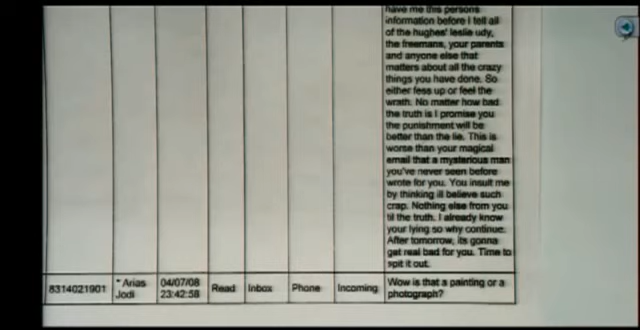 have me this persons
information before I tell all
of the hughes' leslie udy,
the freemans, your parents
and anyone else that
matters about all the crazy
things you have done. So
either fess up or feel the
wrath. No matter how bad
the truth is I promise you
the punishment will be
better than the lie. This is
worse than your magical
email that a mysterious man
you've never seen before
wrote for you. You insult me
by thinking ill believe such
crap. Nothing else from you
til the truth. I already know
your lying so why continue.
After tomorrow, its gonna
get real bad for you. Time to
spit it out.
8314021901 * Arias Jodi 04/07/08 23:42:58 Read Inbox Phone Incoming Wow is that a painting or a
photograph?